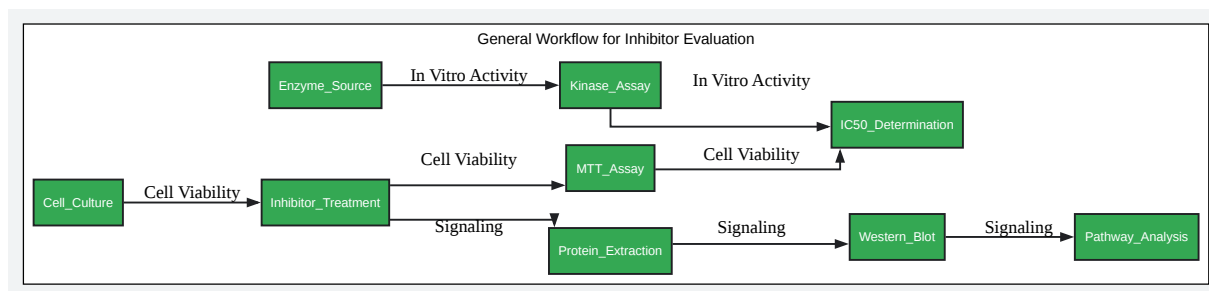 General Workflow for Inhibitor Evaluation
Enzyme_Source
In Vitro Activity
Kinase_Assay
In Vitro Activity
IC50_Determination
Cell_Culture
Cell Viability
Inhibitor_Treatment
Cell Viability
MTT_Assay
Cell Viability
Signaling
Protein_Extraction
Signaling
Western_Blot
Signaling
Pathway_Analysis